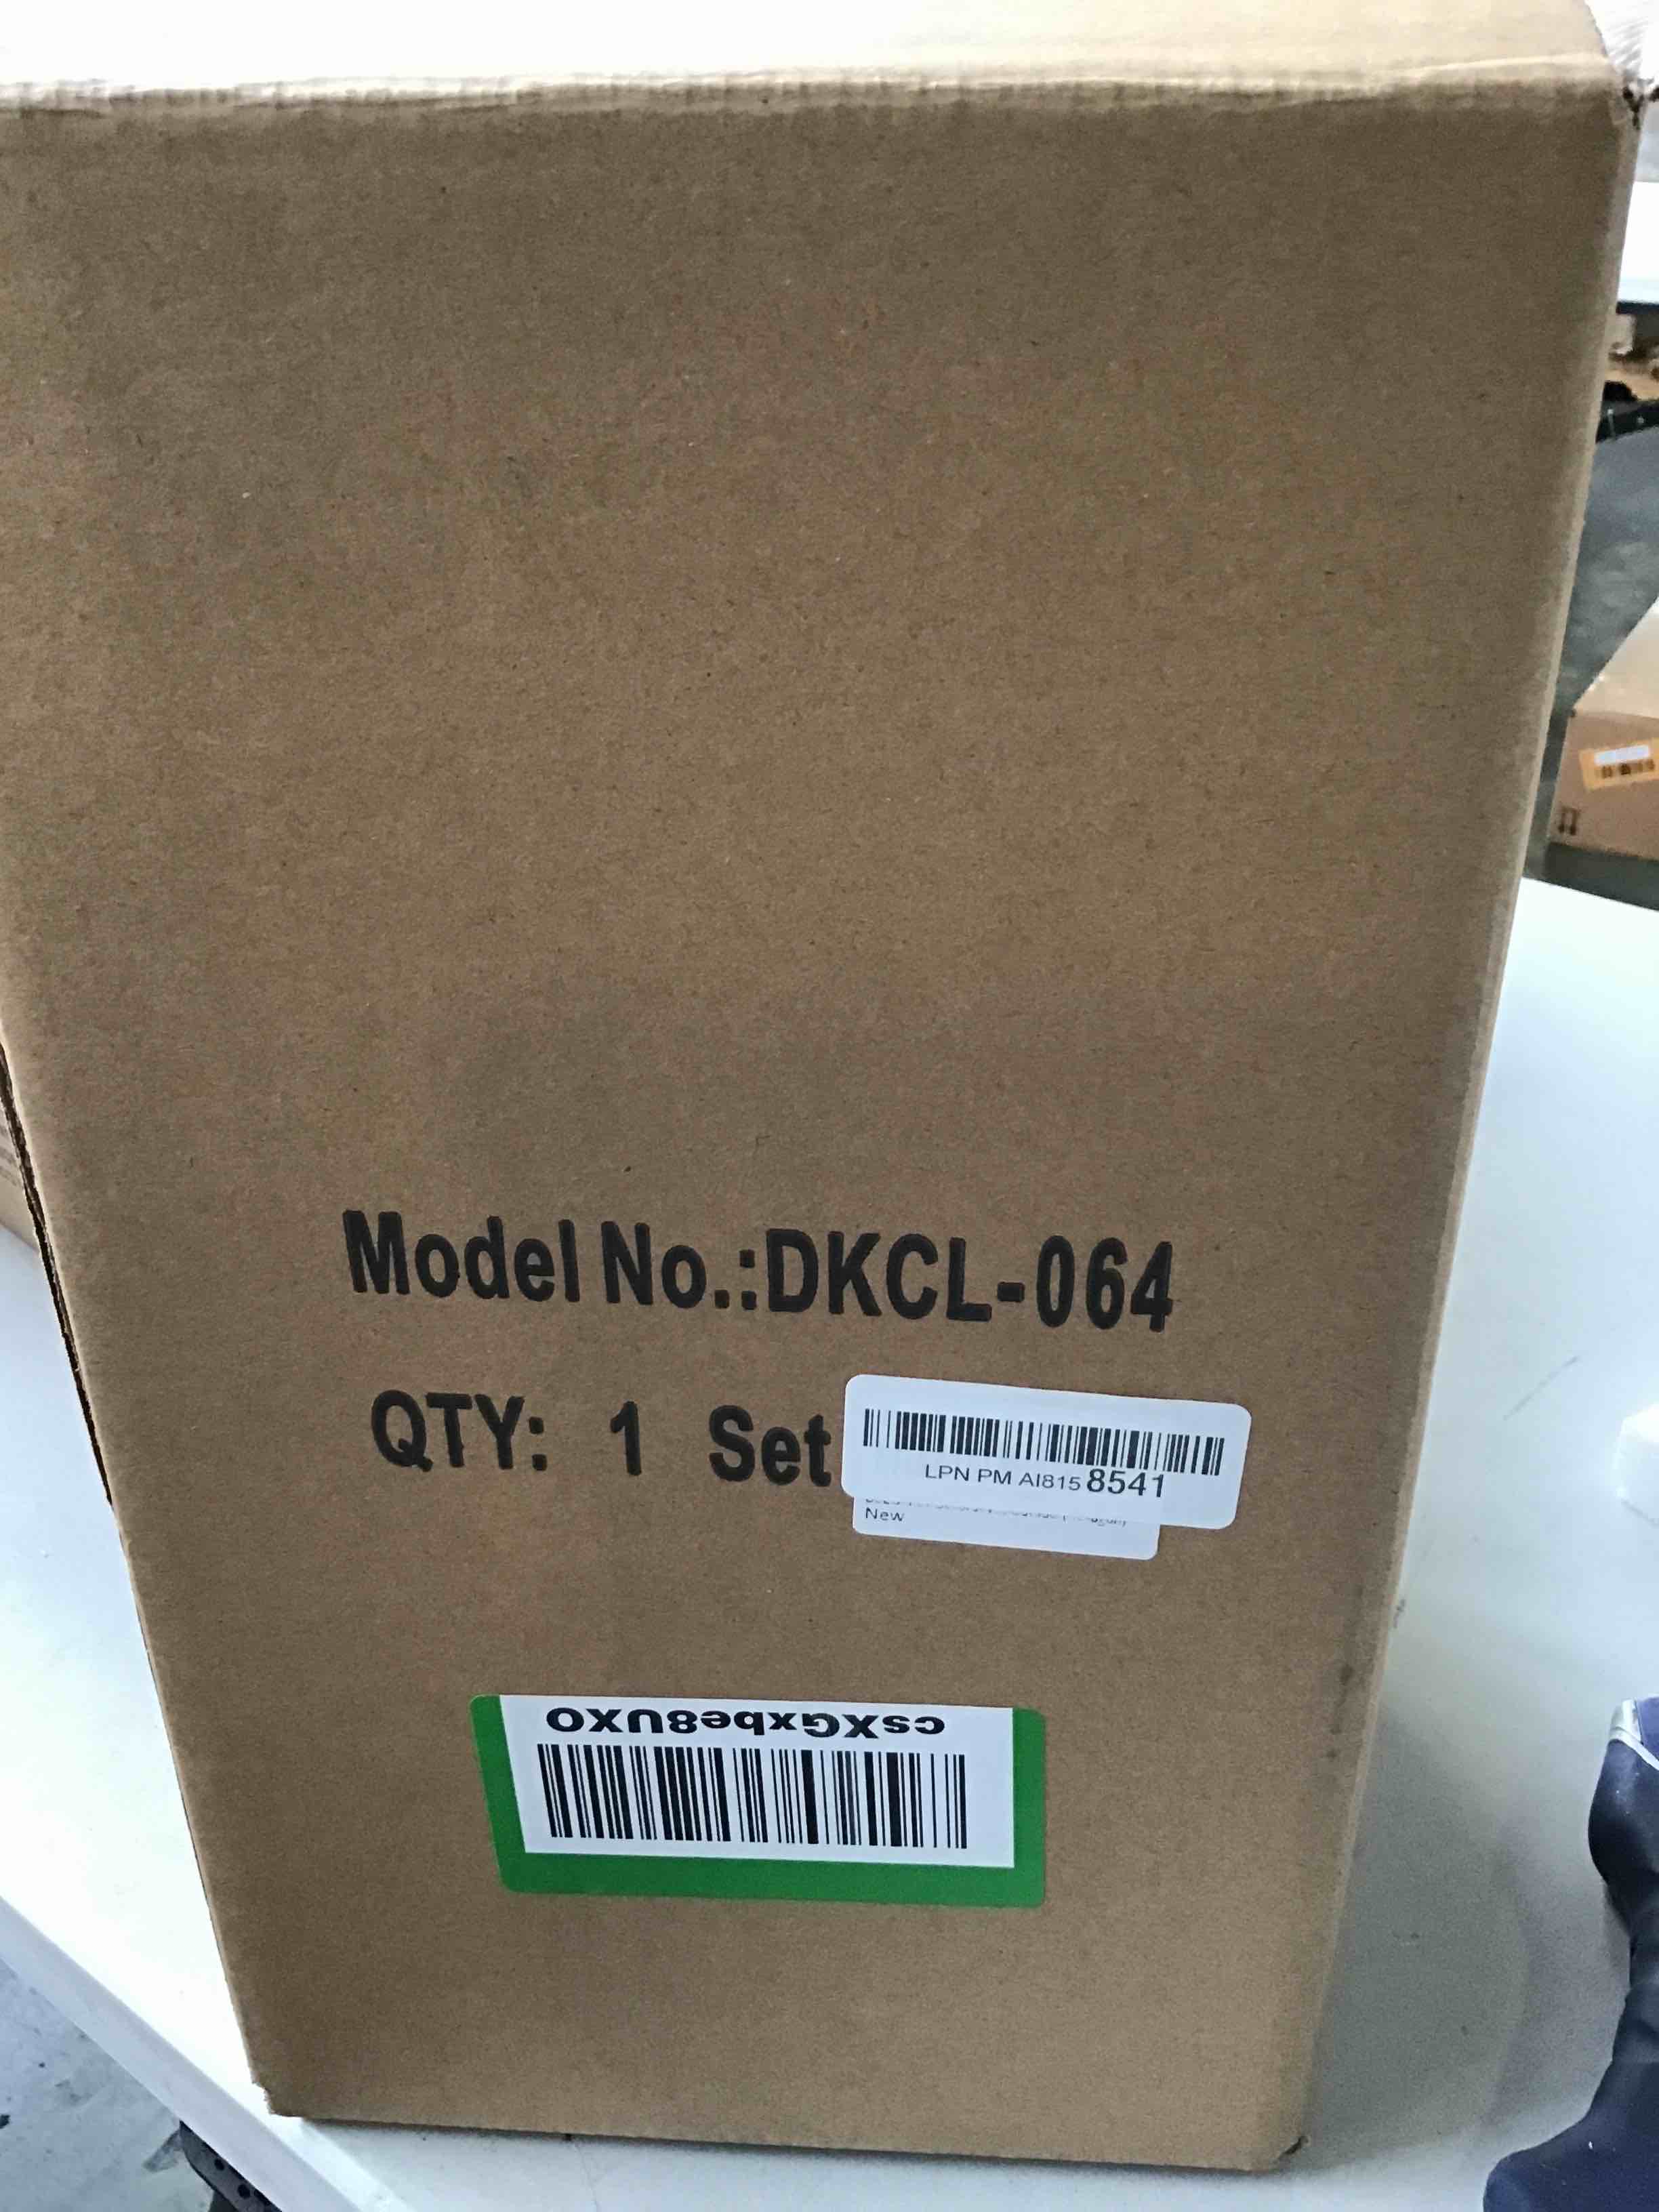 Model No.:DKCL-064
QTY: 1 Set
LPN PM AI815 8541
New
csXGxbe8UXO